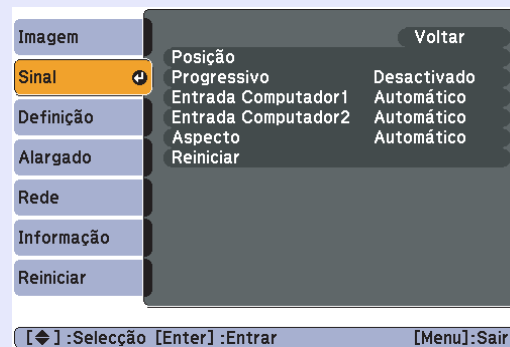 Imagem
Sinal
Definição
Alargado
Rede
Informação
Reiniciar
Voltar
Posição
Progressivo Desactivado
Entrada Computador1 Automático
Entrada Computador2 Automático
Aspecto Automático
Reiniciar
[◆] :Selecção [Enter] :Entrar [Menu]:Sair